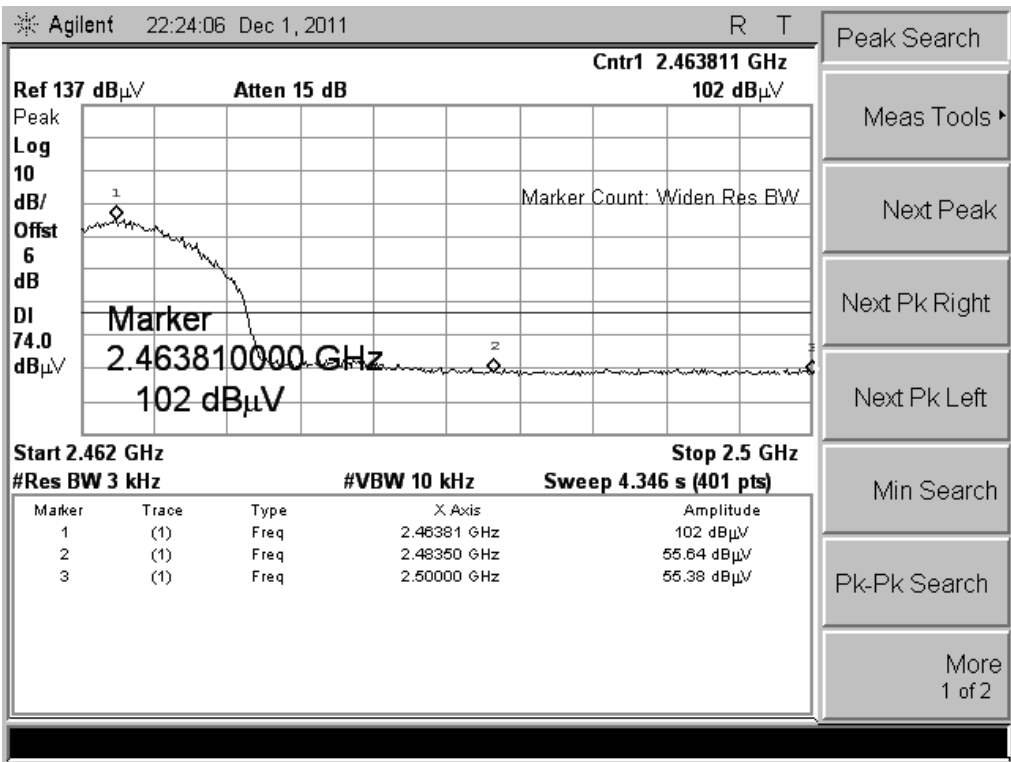 Agilent 22:24:06 Dec 1, 2011 R T
Cntr1 2.463811 GHz
Ref 137 dBμV Atten 15 dB 102 dBμV
Peak
Log
10
dB/
Offst
6
dB
DI
74.0
dBμV
1
Marker Count: Widen Res BW
Marker
2.463810000 GHz
102 dBμV
2
3
Start 2.462 GHz Stop 2.5 GHz
#Res BW 3 kHz #VBW 10 kHz Sweep 4.346 s (401 pts)
Marker Trace Type X Axis Amplitude
1 (1) Freq 2.46381 GHz 102 dBμV
2 (1) Freq 2.48350 GHz 55.64 dBμV
3 (1) Freq 2.50000 GHz 55.38 dBμV
Peak Search
Meas Tools
Next Peak
Next Pk Right
Next Pk Left
Min Search
Pk-Pk Search
More
1 of 2